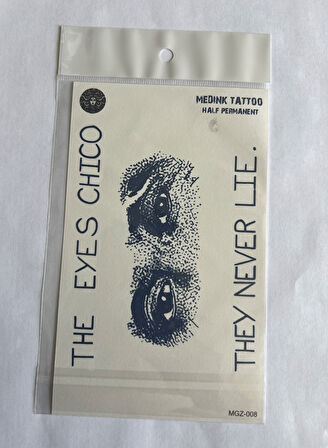 MEDINK TATTOO
HALF PERMANENT
THE EYES CHICO
THEY NEVER LIE.
MGZ-008